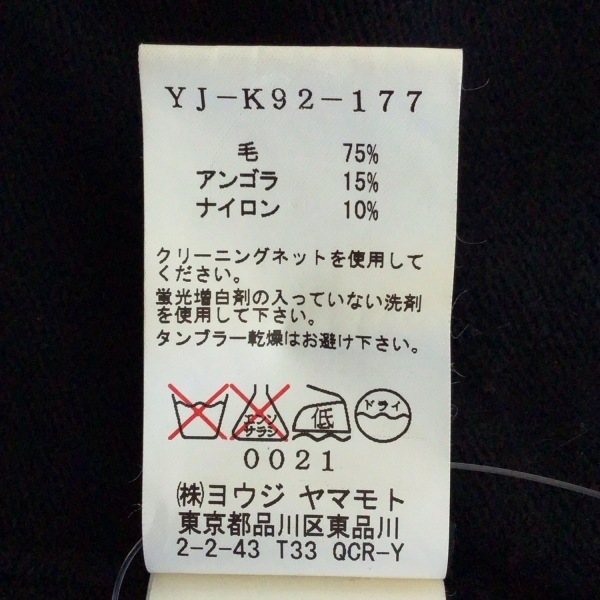 YJ-K92-177
毛 75%
アンゴラ 15%
ナイロン 10%
クリーニングネットを使用して
ください。
蛍光増白剤の入っていない洗剤
を使用して下さい。
タンブラー乾燥はお避け下さい。
エンソ
サラシ
低
ドライ
0021
㈱ヨウジ ヤマモト
東京都品川区東品川
2-2-43 T33 QCR-Y